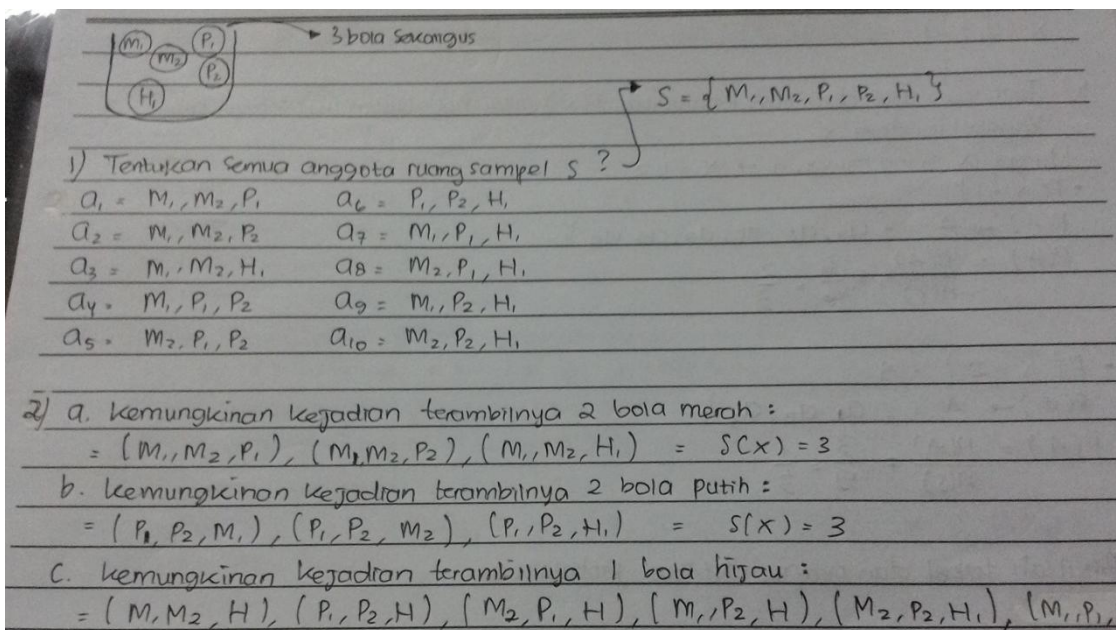 M₁ M₂ P₁ P₂ H₁
3 bola sekaligus
S = { M₁, M₂, P₁, P₂, H₁ }
1) Tentukan semua anggota ruang sampel S ?
a₁ = M₁, M₂, P₁ a₆ = P₁, P₂, H₁
a₂ = M₁, M₂, P₂ a₇ = M₁, P₁, H₁
a₃ = M₁, M₂, H₁ a₈ = M₂, P₁, H₁
a₄ = M₁, P₁, P₂ a₉ = M₁, P₂, H₁
a₅ = M₂, P₁, P₂ a₁₀ = M₂, P₂, H₁
2) a. kemungkinan kejadian terambilnya 2 bola merah :
= (M₁, M₂, P₁), (M₁, M₂, P₂), (M₁, M₂, H₁) = S(X) = 3
b. kemungkinan kejadian terambilnya 2 bola putih :
= (P₁, P₂, M₁), (P₁, P₂, M₂), (P₁, P₂, H₁) = S(X) = 3
C. kemungkinan kejadian terambilnya 1 bola hijau :
= (M₁ M₂, H), (P₁, P₂, H), (M₂, P₁, H), (M₁, P₂, H), (M₂, P₂, H₁), (M₁, P₁,